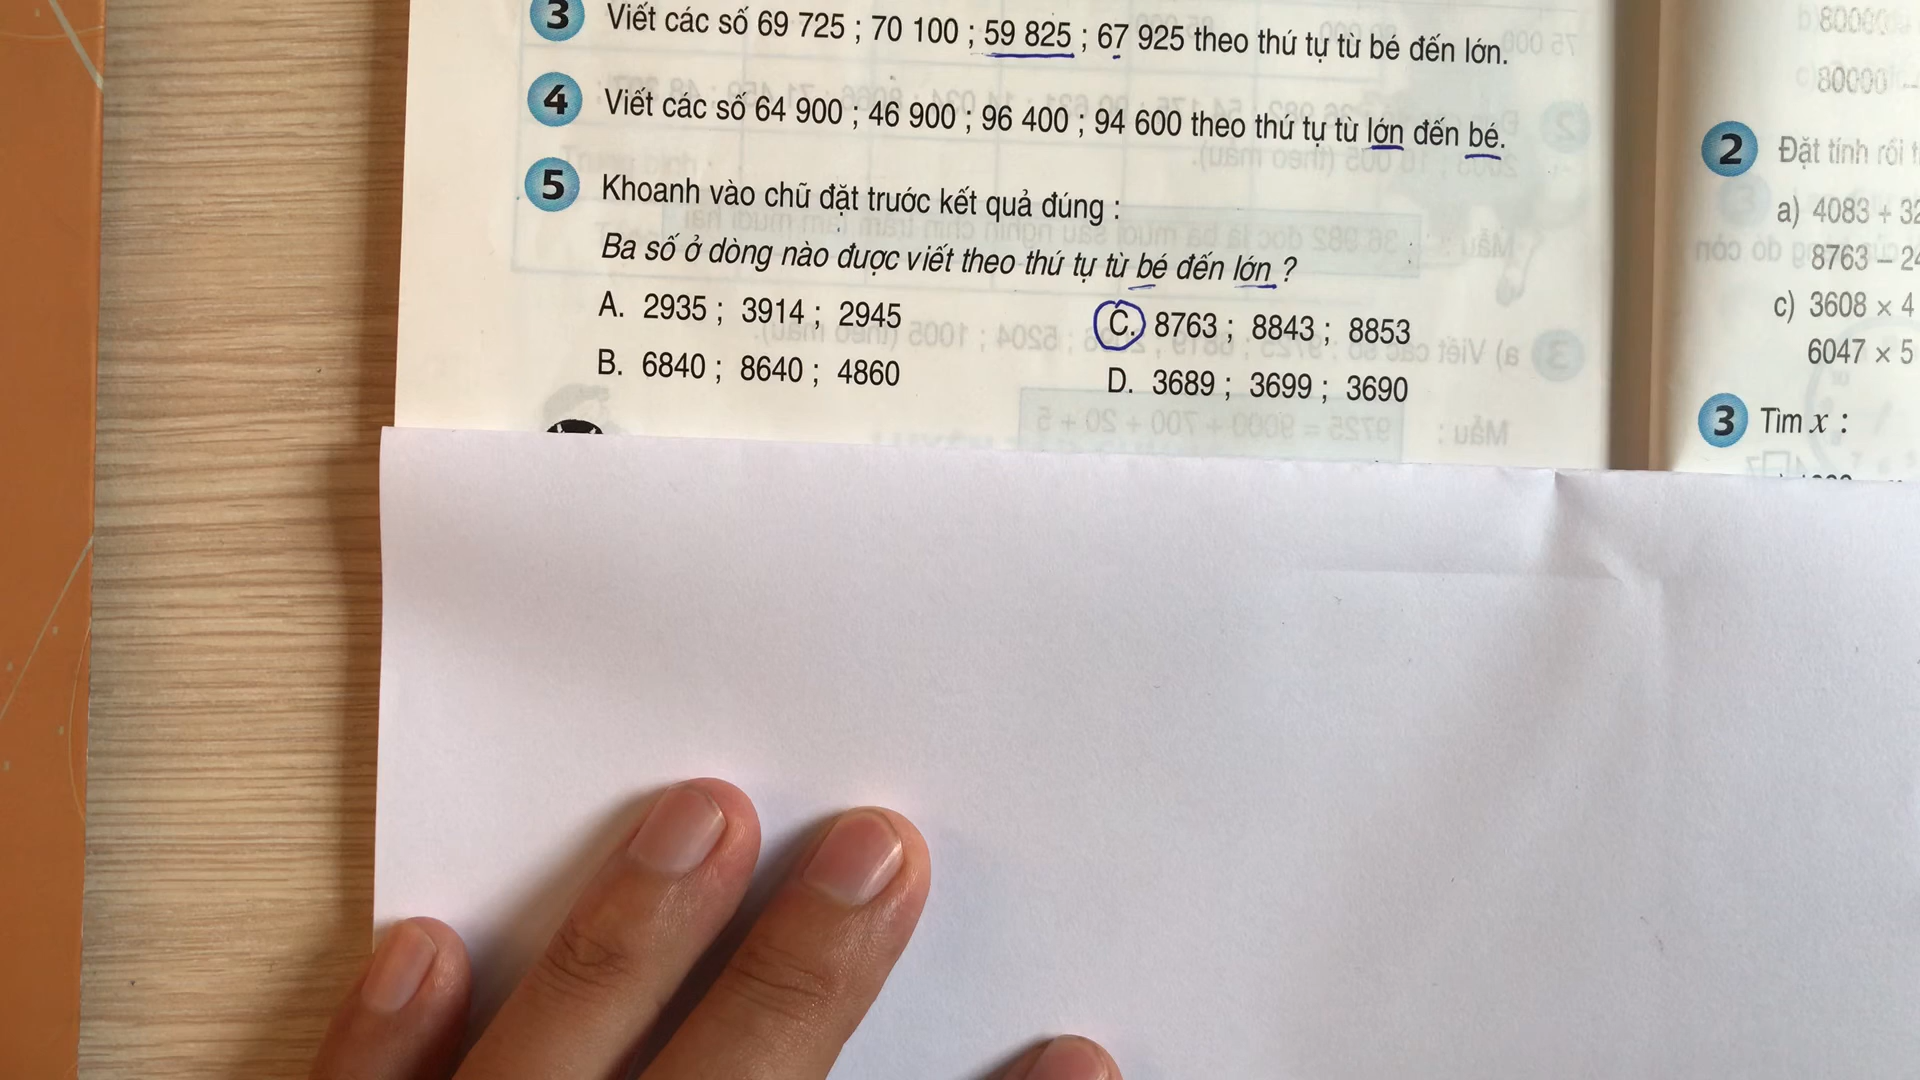 3 Viết các số 69 725 ; 70 100 ; 59 825 ; 67 925 theo thứ tự từ bé đến lớn.
4 Viết các số 64 900 ; 46 900 ; 96 400 ; 94 600 theo thứ tự từ lớn đến bé.
5 Khoanh vào chữ đặt trước kết quả đúng :
Ba số ở dòng nào được viết theo thứ tự từ bé đến lớn ?
A. 2935 ; 3914 ; 2945
C. 8763 ; 8843 ; 8853
B. 6840 ; 8640 ; 4860
D. 3689 ; 3699 ; 3690
80000
80000
2 Đặt tính rồi
a) 4083 +
8763 –
c) 3608 × 4
6047 × 5
3 Tìm x :